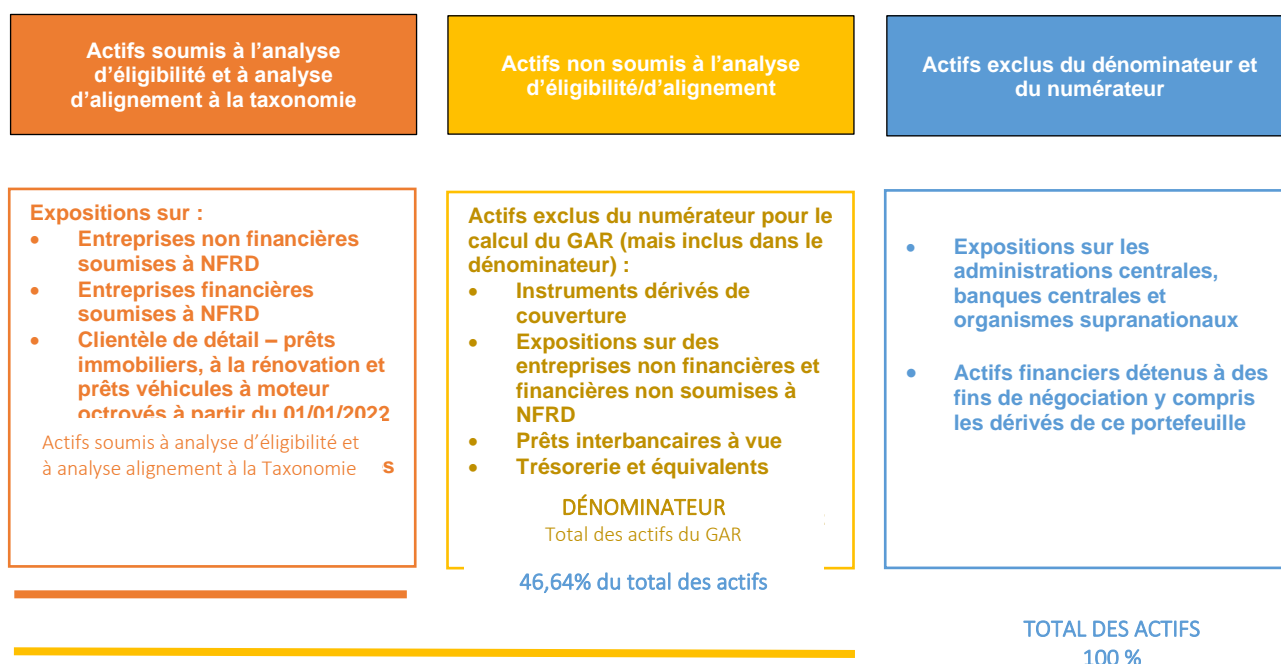 Actifs soumis à l’analyse
d’éligibilité et à analyse
d’alignement à la taxonomie
Actifs non soumis à l’analyse
d’éligibilité/d’alignement
Actifs exclus du dénominateur et
du numérateur
Expositions sur :
• Entreprises non financières
soumises à NFRD
• Entreprises financières
soumises à NFRD
• Clientèle de détail – prêts
immobiliers, à la rénovation et
prêts véhicules à moteur
octroyés à partir du 01/01/2022
Actifs soumis à analyse d’éligibilité et
à analyse alignement à la Taxonomie s
Actifs exclus du numérateur pour le
calcul du GAR (mais inclus dans le
dénominateur) :
• Instruments dérivés de
couverture
• Expositions sur des
entreprises non financières et
financières non soumises à
NFRD
• Prêts interbancaires à vue
• Trésorerie et équivalents
DÉNOMINATEUR
Total des actifs du GAR
46,64% du total des actifs
• Expositions sur les
administrations centrales,
banques centrales et
organismes supranationaux
• Actifs financiers détenus à des
fins de négociation y compris
les dérivés de ce portefeuille
TOTAL DES ACTIFS
100 %